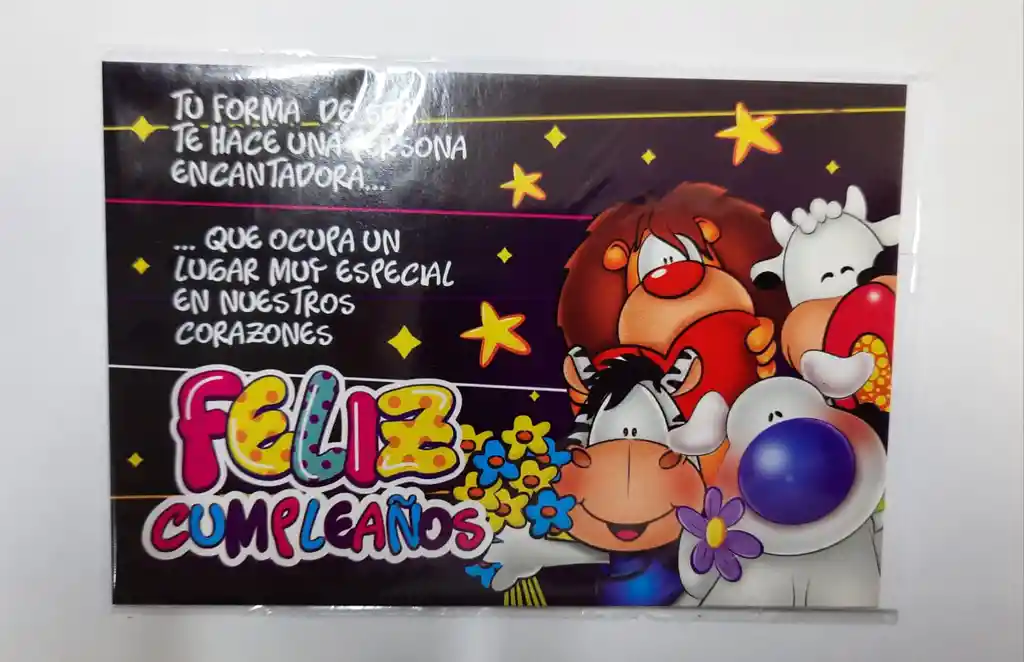 TU FORMA DE SER
TE HACE UNA PERSONA
ENCANTADORA...
... QUE OCUPA UN
LUGAR MUY ESPECIAL
EN NUESTROS
CORAZONES
FELIZ
CUMPLEAÑOS